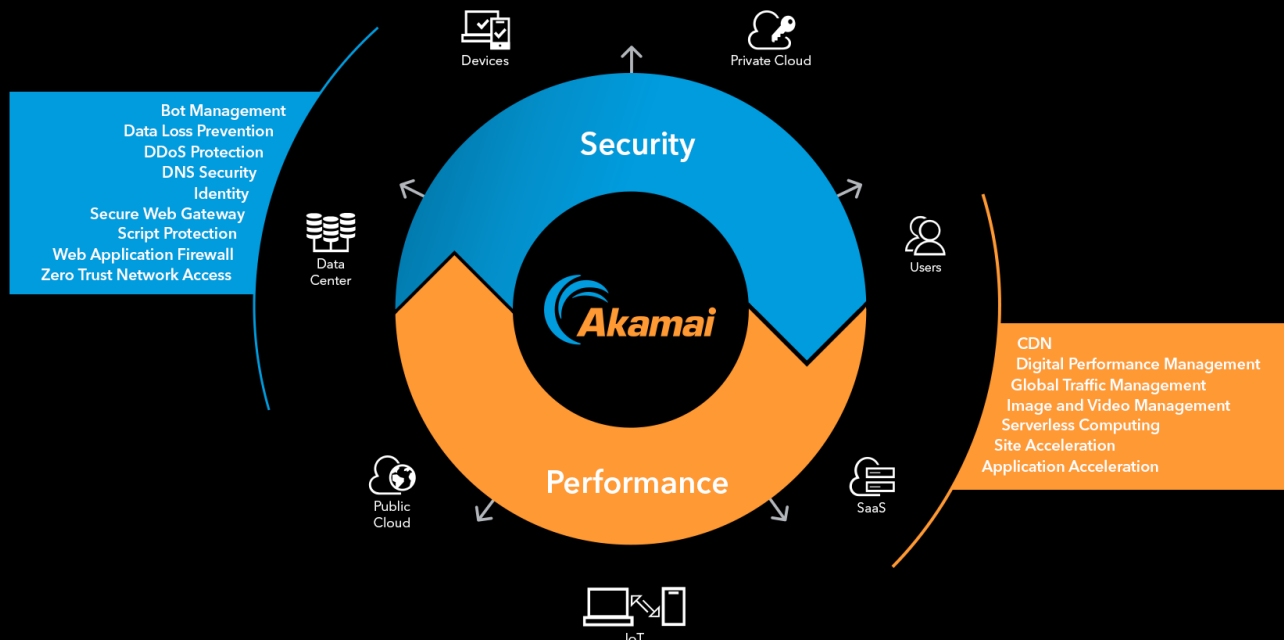 Devices
Private Cloud
Bot Management
Data Loss Prevention
DDoS Protection
DNS Security
Identity
Secure Web Gateway
Script Protection
Web Application Firewall
Zero Trust Network Access
Security
Data
Center
Users
Akamai
CDN
Digital Performance Management
Global Traffic Management
Image and Video Management
Serverless Computing
Site Acceleration
Application Acceleration
Performance
Public
Cloud
SaaS
IoT